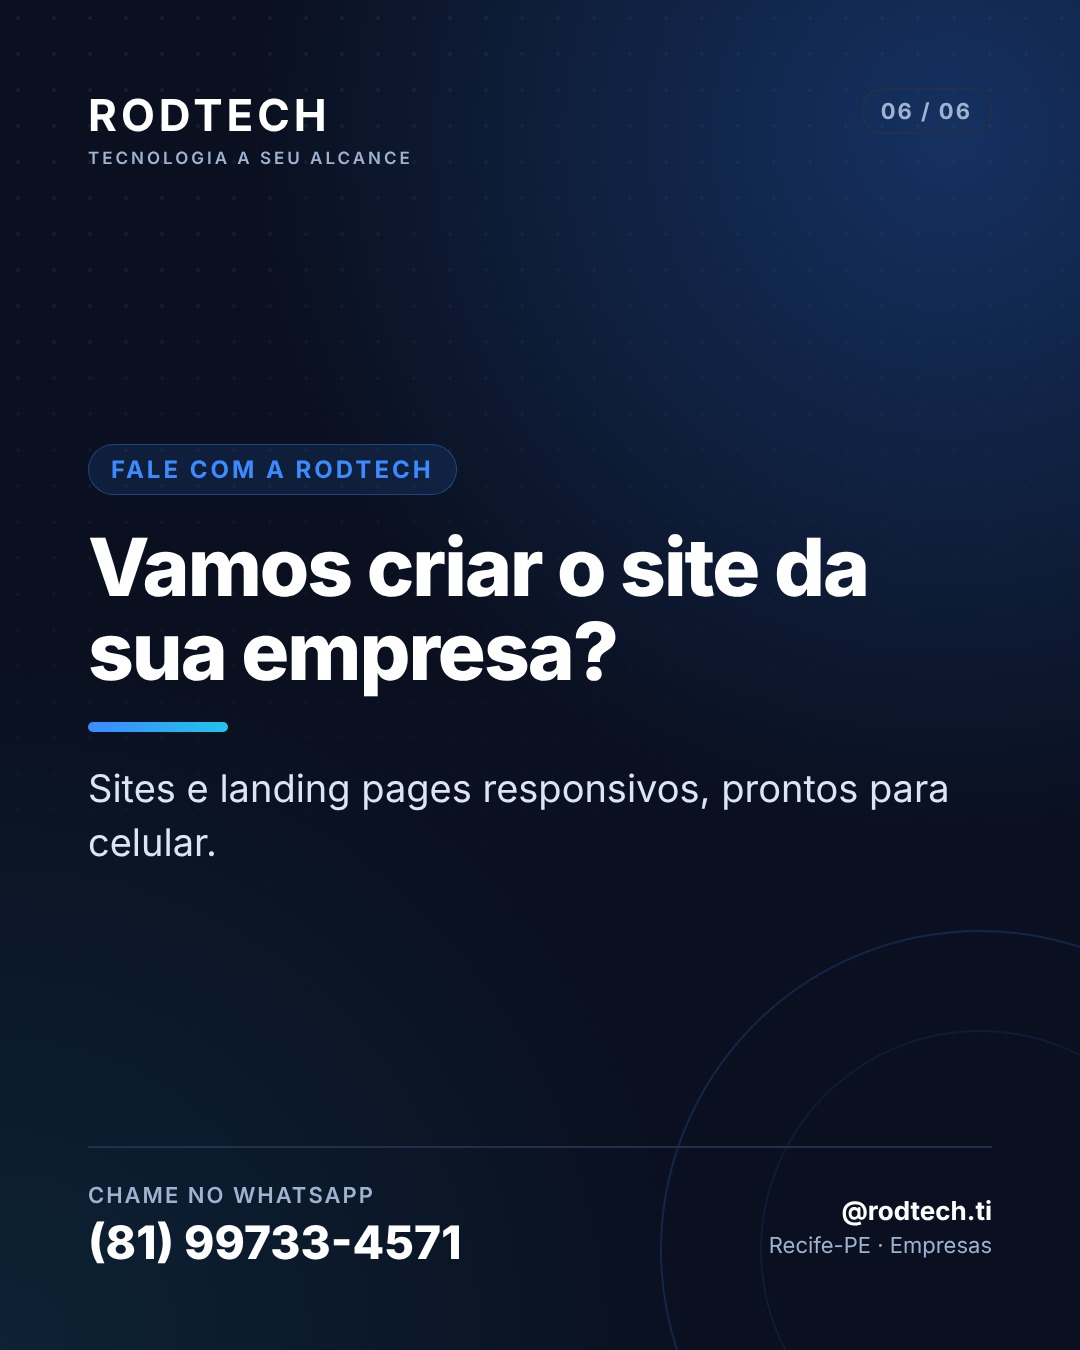 RODTECH
TECNOLOGIA A SEU ALCANCE
06 / 06
FALE COM A RODTECH
Vamos criar o site da
sua empresa?
Sites e landing pages responsivos, prontos para
celular.
CHAME NO WHATSAPP
(81) 99733-4571
@rodtech.ti
Recife-PE · Empresas